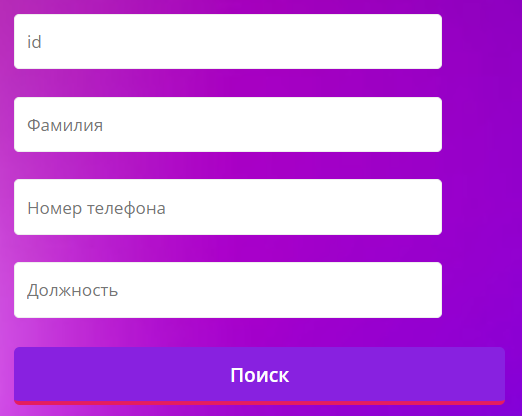 id
Фамилия
Номер телефона
Должность
Поиск